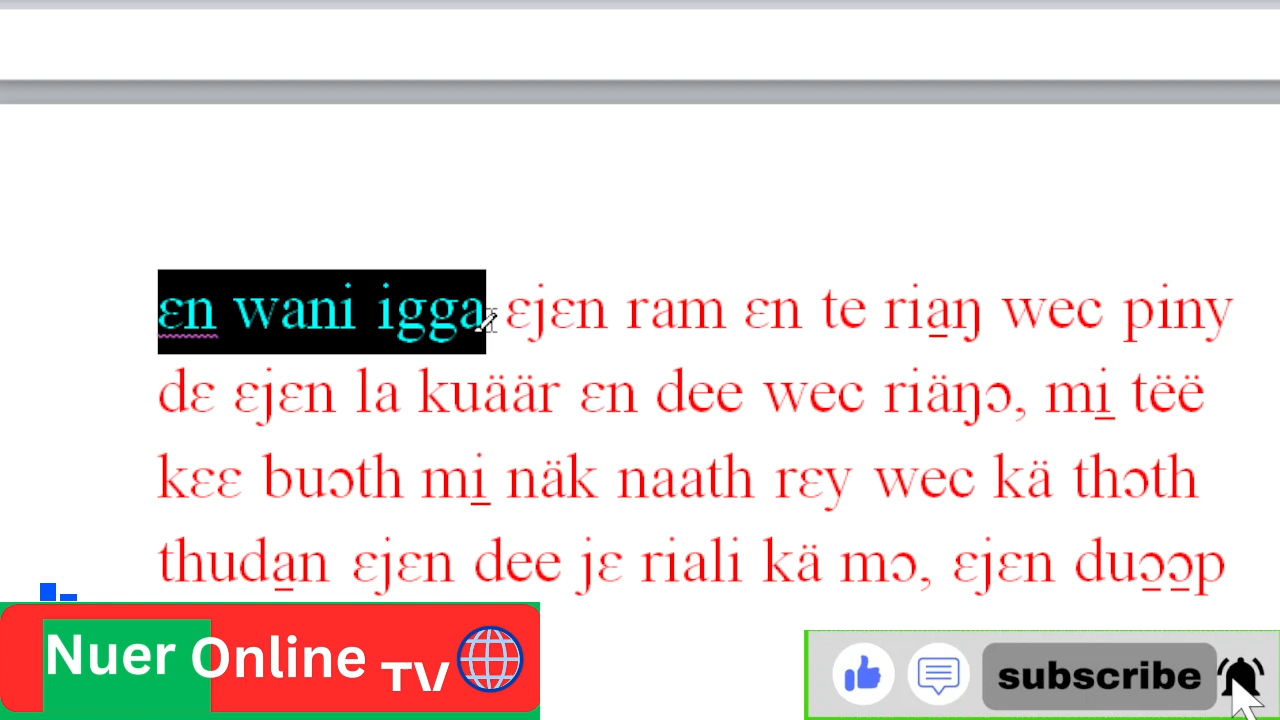 ɛn wani igga ɛjɛn ram ɛn te ria̱ŋ wec piny
dɛ ɛjɛn la kuäär ɛn dee wec riäŋɔ, mi̱ tëë
kɛɛ buɔth mi̱ näk naath rɛy wec kä thɔth
thuda̱n ɛjɛn dee jɛ riali kä mɔ, ɛjɛn duɔ̱ɔ̱p
Nuer Online TV
subscribe